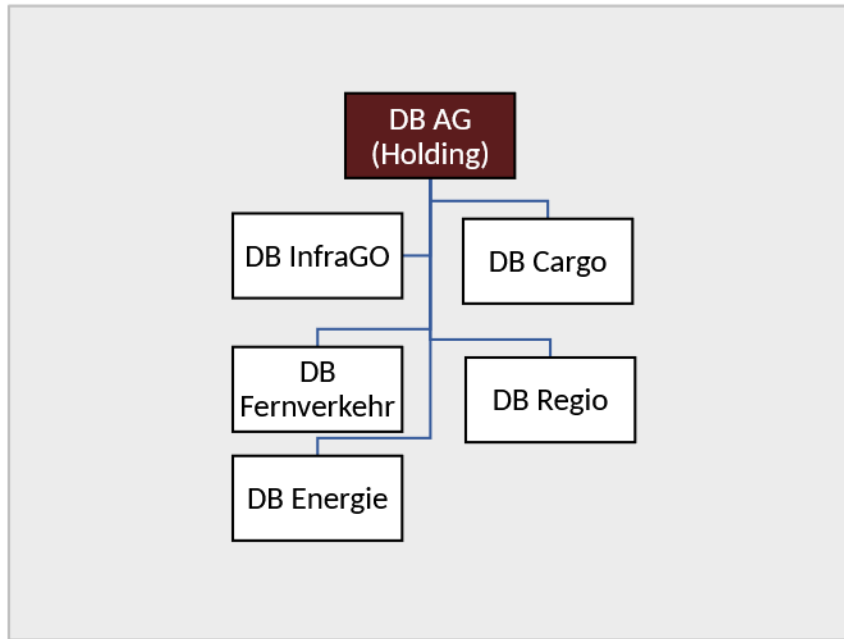 DB AG
(Holding)
DB InfraGO
DB Cargo
DB
Fernverkehr
DB Regio
DB Energie